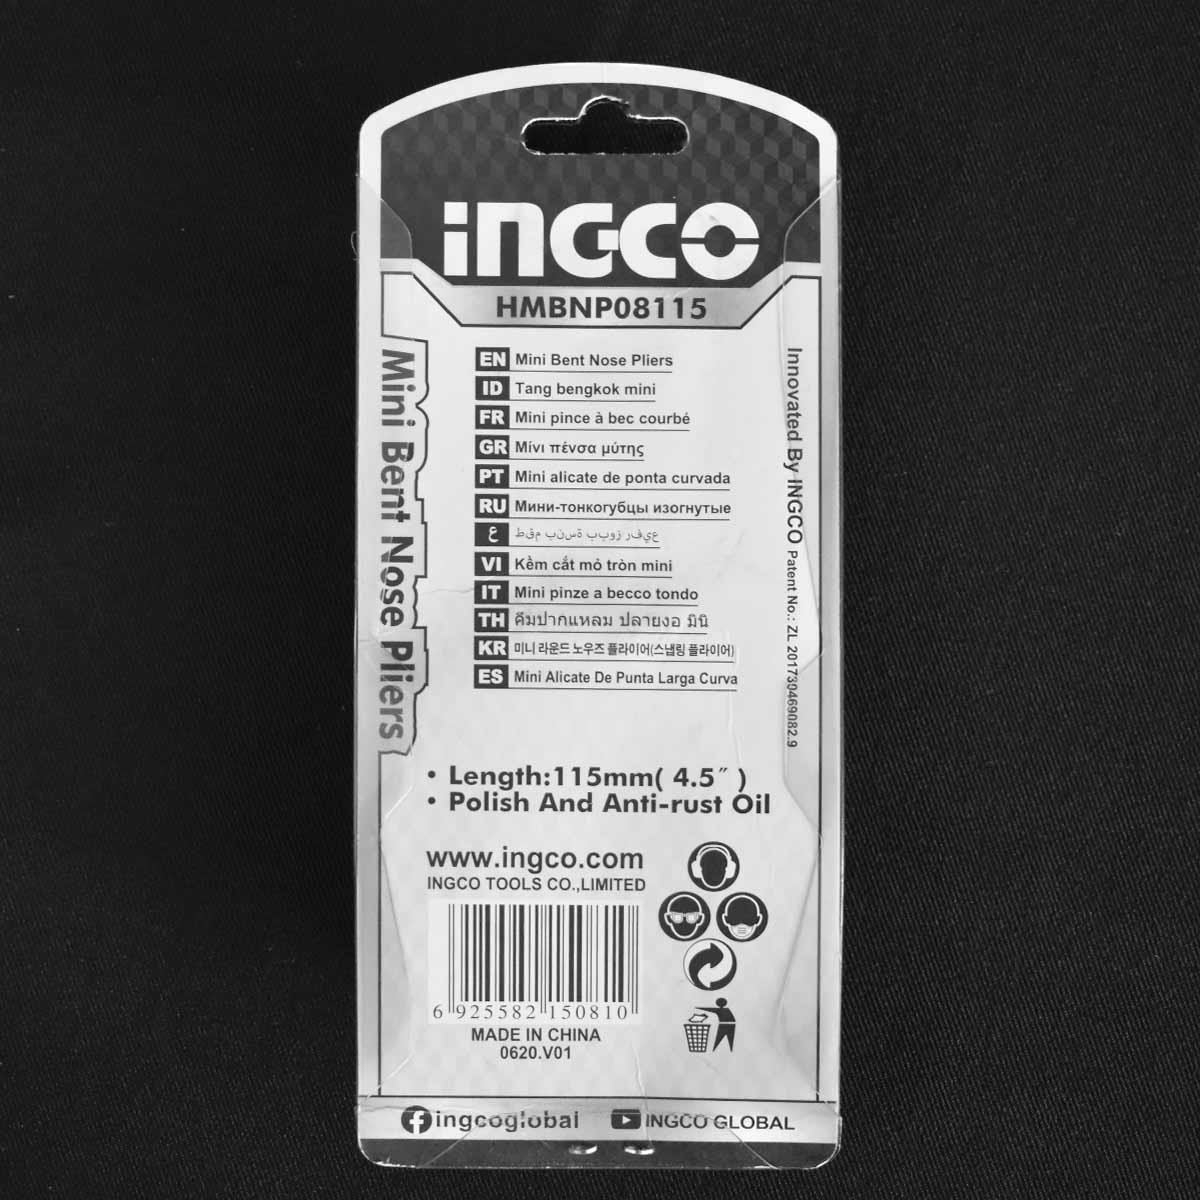 INGCO
HMBNP08115
EN Mini Bent Nose Pliers
ID Tang bengkok mini
FR Mini pince à bec courbé
GR Μίνι πένσα μύτης
PT Mini alicate de ponta curvada
RU Мини-тонкогубцы изогнутые
ع طقم بنسة ببوز رفيع
VI Kềm cắt mỏ tròn mini
IT Mini pinze a becco tondo
TH คีมปากแหลม ปลายงอ มินิ
KR 미니 라운드 노우즈 플라이어(스냅링 플라이어)
ES Mini Alicate De Punta Larga Curva
Mini Bent Nose Pliers
Innovated By INGCO Patent No.: ZL 201730469082.9
• Length:115mm( 4.5″ )
• Polish And Anti-rust Oil
www.ingco.com
INGCO TOOLS CO.,LIMITED
6 925582 150810
MADE IN CHINA
0620.V01
ingcoglobal
INGCO GLOBAL